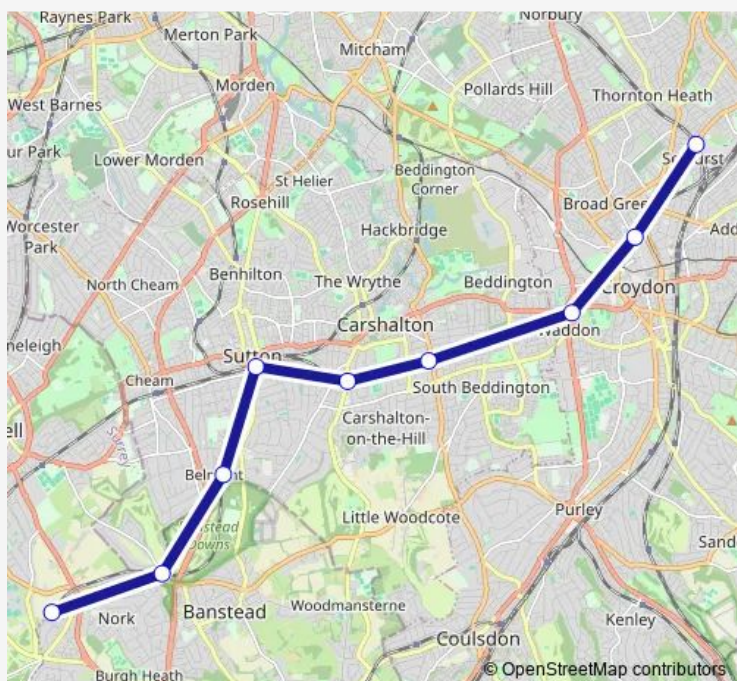 Raynes Park
Merton Park
Norbury
Mitcham
Morden
Pollards Hill
Thornton Heath
West Barnes
Lower Morden
St Helier
Beddington
Corner
Rosehill
Broad
Worcester
Park
Hackbridge
Benhilton
The Wrythe
Beddington
North Cheam
Croydon
Carshalton
Sutton
Cheam
South Beddington
Carshalton-
on-the-Hill
Surrey
Little Woodcote
Purley
Downs
Woodmansterne
Nork
Banstead
Kenley
Coulsdon
Burgh Heath
© OpenStreetMap contributors